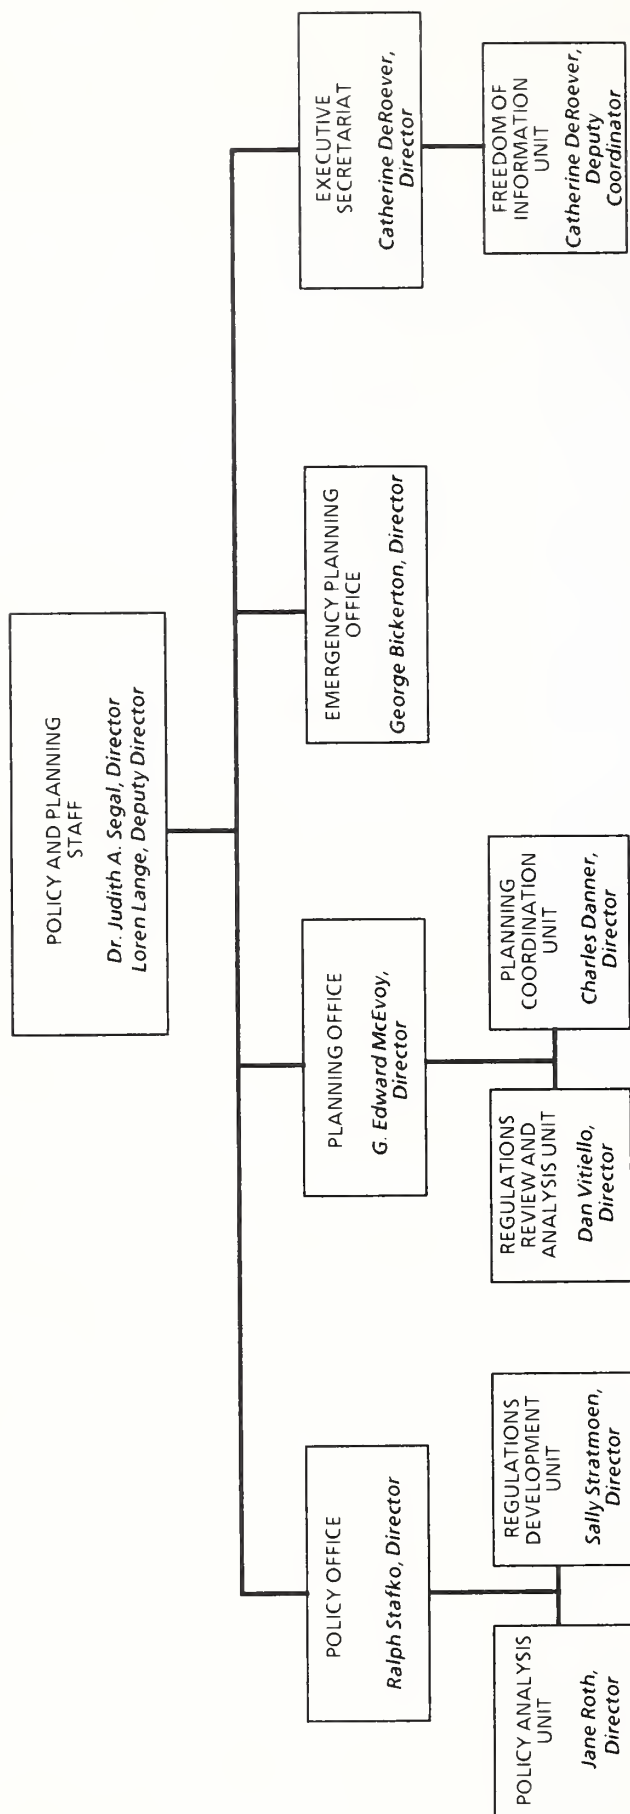 POLICY AND PLANNING
STAFF
Dr. Judith A. Segal, Director
Loren Lange, Deputy Director
POLICY OFFICE
Ralph Stafko, Director
PLANNING OFFICE
G. Edward McEvoy,
Director
EMERGENCY PLANNING
OFFICE
George Bickerton, Director
EXECUTIVE
SECRETARIAT
Catherine DeRoever,
Director
POLICY ANALYSIS
UNIT
Jane Roth,
Director
REGULATIONS
DEVELOPMENT
UNIT
Sally Stratmoen,
Director
REGULATIONS
REVIEW AND
ANALYSIS UNIT
Dan Vitiello,
Director
PLANNING
COORDINATION
UNIT
Charles Danner,
Director
FREEDOM OF
INFORMATION
UNIT
Catherine DeRoever,
Deputy
Coordinator